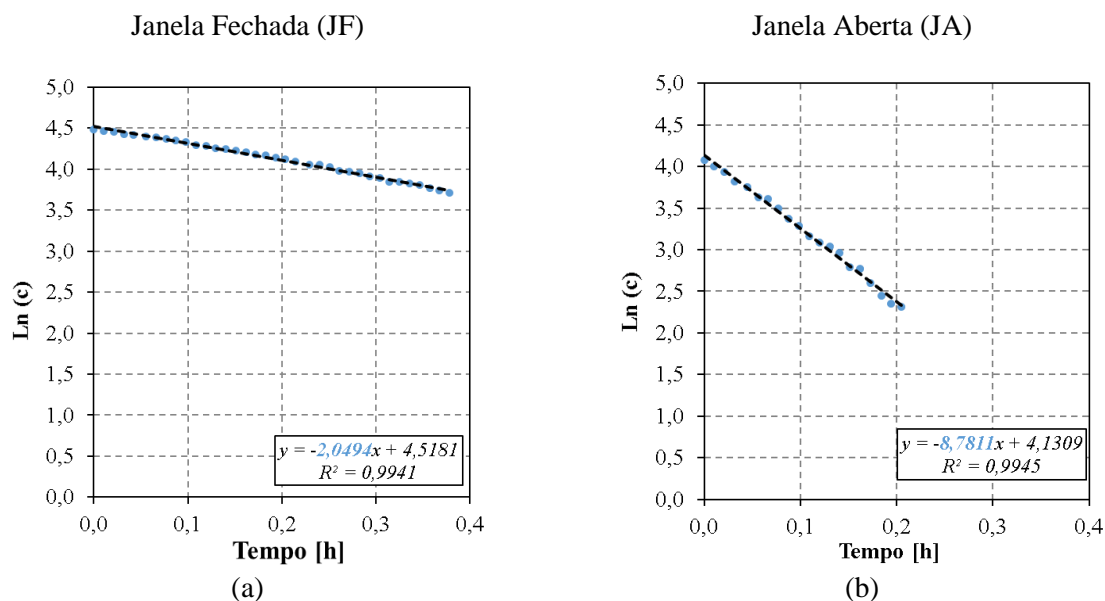 Janela Fechada (JF)
Janela Aberta (JA)
5,0
4,5
4,0
3,5
3,0
2,5
2,0
1,5
1,0
0,5
0,0
Ln (c)
y = -2,0494x + 4,5181
R² = 0,9941
0,0 0,1 0,2 0,3 0,4
Tempo [h]
(a)
5,0
4,5
4,0
3,5
3,0
2,5
2,0
1,5
1,0
0,5
0,0
Ln (c)
y = -8,7811x + 4,1309
R² = 0,9945
0,0 0,1 0,2 0,3 0,4
Tempo [h]
(b)